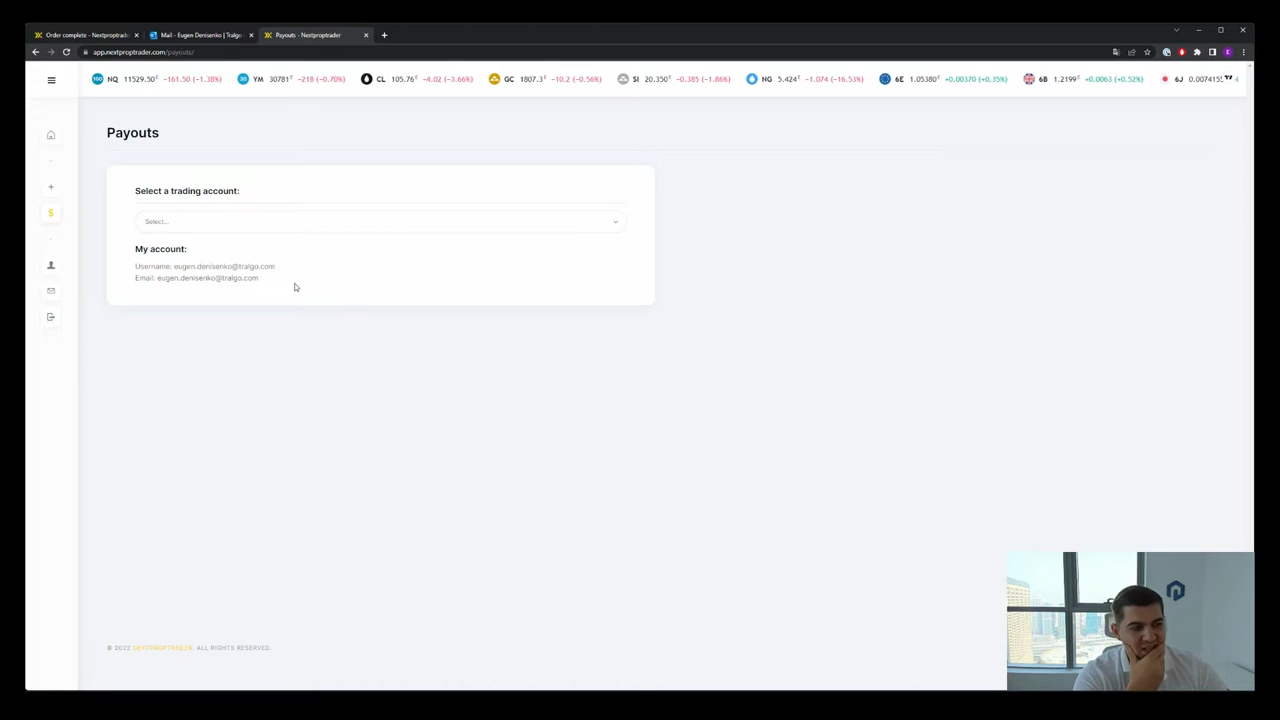 Order complete - Nextproptrade
Mail - Eugen Denisenko | Tralgo
Payouts - Nextproptrader
app.nextproptrader.com/payouts/
NQ 11529.50 -161.50 (-1.38%)
YM 30781 -218 (-0.70%)
CL 105.76 -4.02 (-3.66%)
GC 1807.3 -10.2 (-0.56%)
SI 20.350 -0.385 (-1.86%)
NG 5.424 -1.074 (-16.53%)
6E 1.05380 +0.00370 (+0.35%)
6B 1.2199 +0.0063 (+0.52%)
6J 0.0074155
Payouts
Select a trading account:
Select...
My account:
Username: eugen.denisenko@tralgo.com
Email: eugen.denisenko@tralgo.com
© 2022 NEXTPROPTRADER. ALL RIGHTS RESERVED.